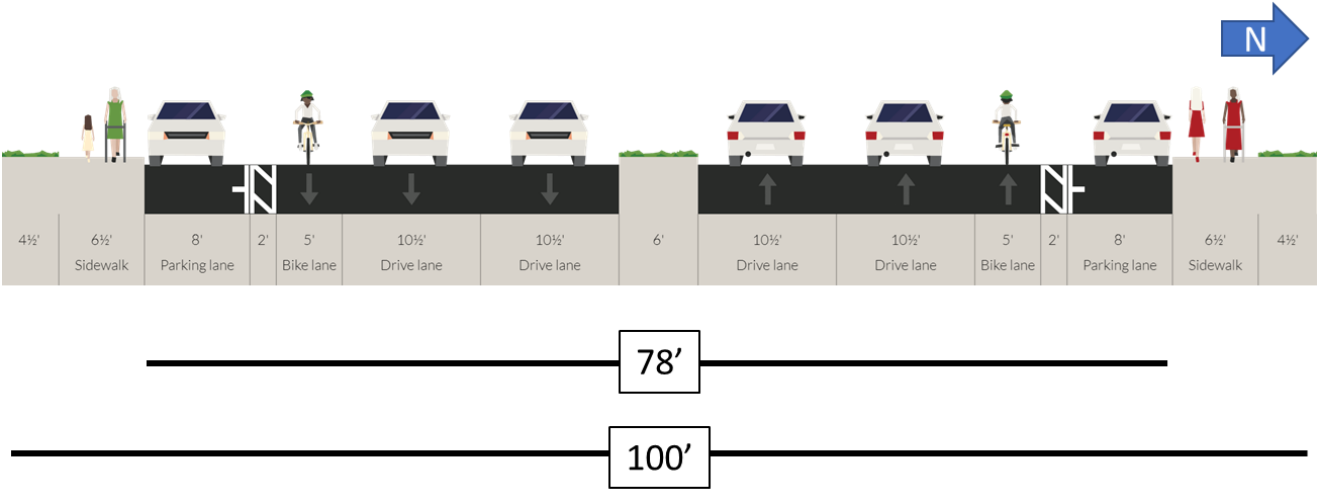 N
4½' 6½' 8' 2' 5' 10½' 10½' 6' 10½' 10½' 5' 2' 8' 6½' 4½'
Sidewalk Parking lane Bike lane Drive lane Drive lane Drive lane Drive lane Bike lane Parking lane Sidewalk
78’
100’